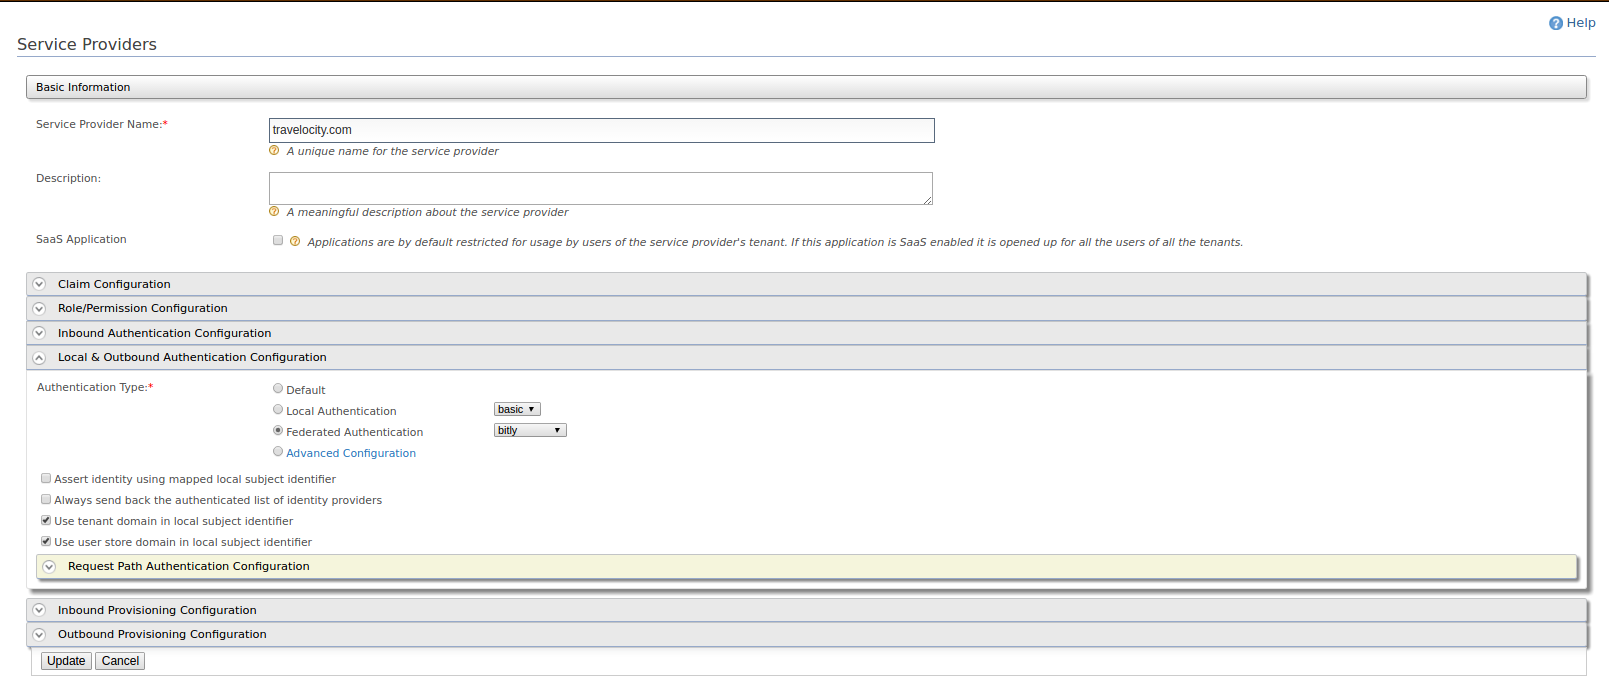 Help
Service Providers
Basic Information
Service Provider Name:* travelocity.com
? A unique name for the service provider
Description:
? A meaningful description about the service provider
SaaS Application ? Applications are by default restricted for usage by users of the service provider's tenant. If this application is SaaS enabled it is opened up for all the users of all the tenants.
Claim Configuration
Role/Permission Configuration
Inbound Authentication Configuration
Local & Outbound Authentication Configuration
Authentication Type:* Default
Local Authentication basic
Federated Authentication bitly
Advanced Configuration
Assert identity using mapped local subject identifier
Always send back the authenticated list of identity providers
Use tenant domain in local subject identifier
Use user store domain in local subject identifier
Request Path Authentication Configuration
Inbound Provisioning Configuration
Outbound Provisioning Configuration
Update Cancel